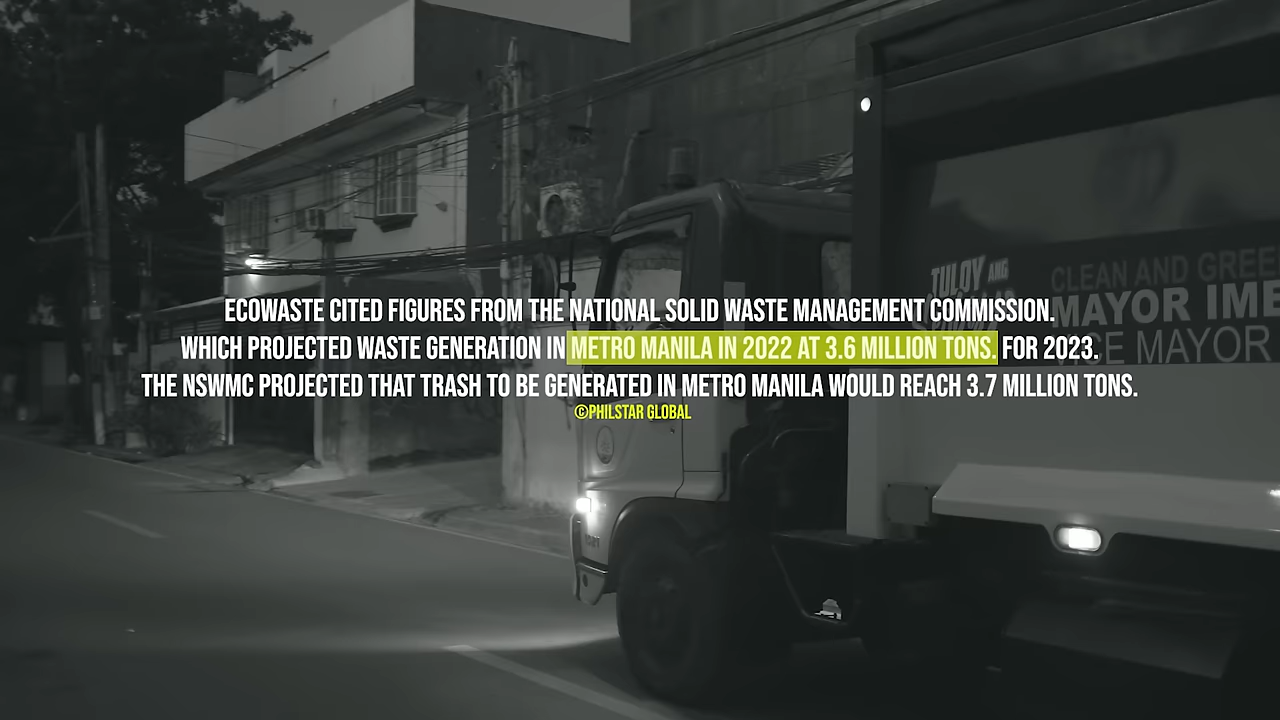 ECOWASTE CITED FIGURES FROM THE NATIONAL SOLID WASTE MANAGEMENT COMMISSION.
WHICH PROJECTED WASTE GENERATION IN METRO MANILA IN 2022 AT 3.6 MILLION TONS. FOR 2023.
THE NSWMC PROJECTED THAT TRASH TO BE GENERATED IN METRO MANILA WOULD REACH 3.7 MILLION TONS.
©PHILSTAR GLOBAL
TULOY ANG
CLEAN AND GREE
MAYOR IME
VICE MAYOR